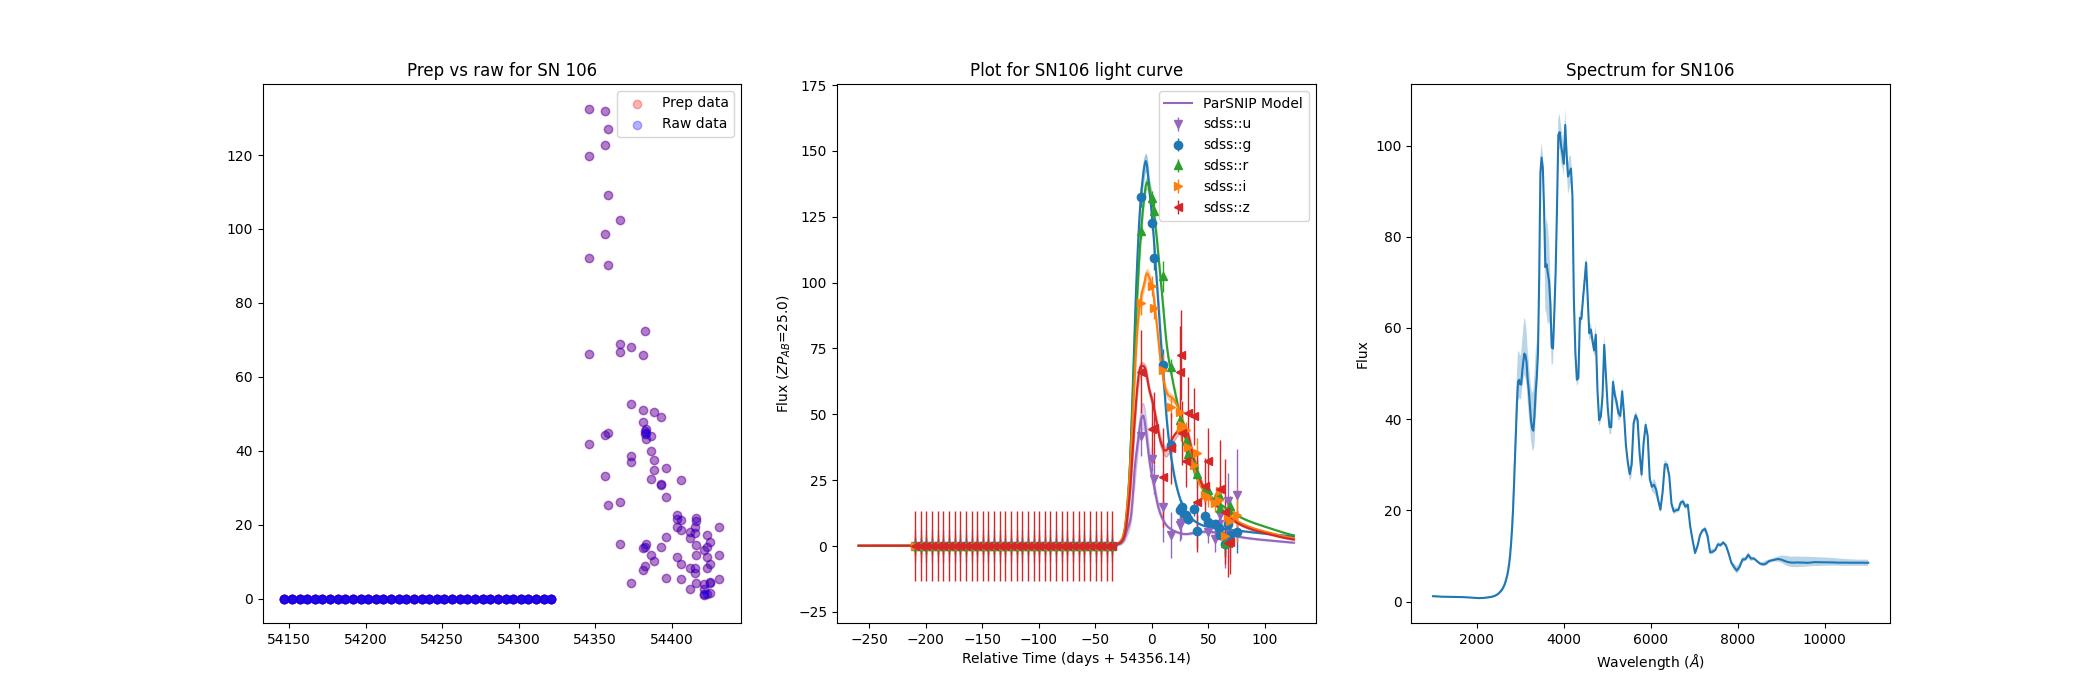 Prep vs raw for SN 106
Prep data
Raw data
120
100
80
60
40
20
0
54150
54200
54250
54300
54350
54400
Plot for SN106 light curve
ParSNIP Model
sdss::u
sdss::g
sdss::r
sdss::i
sdss::z
Flux (ZP_AB=25.0)
175
150
125
100
75
50
25
0
−25
−250
−200
−150
−100
−50
0
50
100
Relative Time (days + 54356.14)
Spectrum for SN106
Flux
100
80
60
40
20
0
2000
4000
6000
8000
10000
Wavelength (Å)